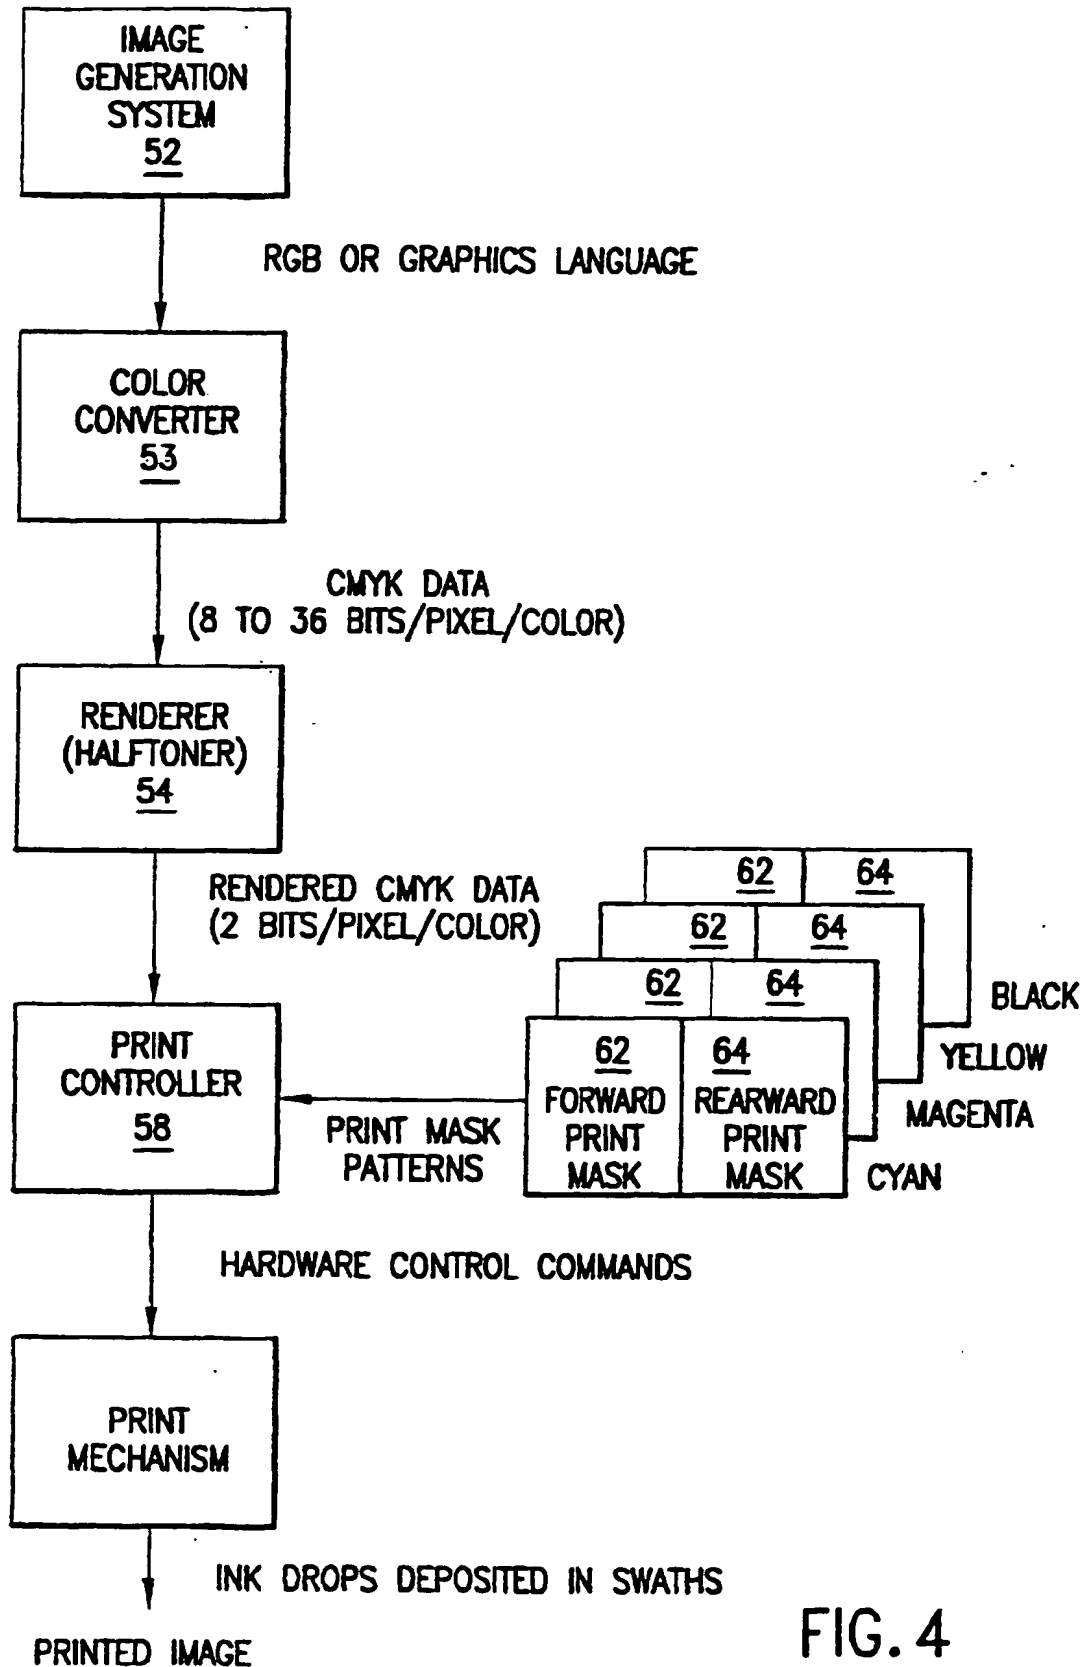 IMAGE
GENERATION
SYSTEM
52
RGB OR GRAPHICS LANGUAGE
COLOR
CONVERTER
53
CMYK DATA
(8 TO 36 BITS/PIXEL/COLOR)
RENDERER
(HALFTONER)
54
RENDERED CMYK DATA
(2 BITS/PIXEL/COLOR)
62 64
62 64
62 64
BLACK
YELLOW
MAGENTA
CYAN
62
FORWARD
PRINT
MASK
64
REARWARD
PRINT
MASK
PRINT MASK
PATTERNS
PRINT
CONTROLLER
58
HARDWARE CONTROL COMMANDS
PRINT
MECHANISM
INK DROPS DEPOSITED IN SWATHS
PRINTED IMAGE
FIG. 4